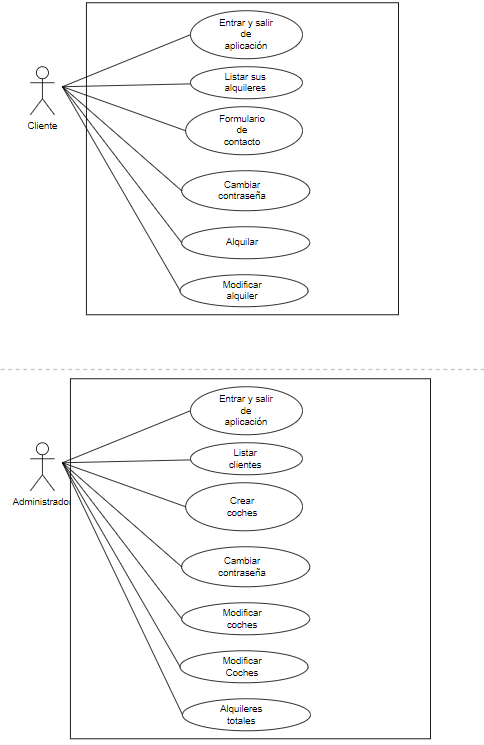 Entrar y salir
de
aplicación
Listar sus
alquileres
Formulario
de
contacto
Cliente
Cambiar
contraseña
Alquilar
Modificar
alquiler
Entrar y salir
de
aplicación
Listar
clientes
Administrador
Crear
coches
Cambiar
contraseña
Modificar
coches
Modificar
Coches
Alquileres
totales